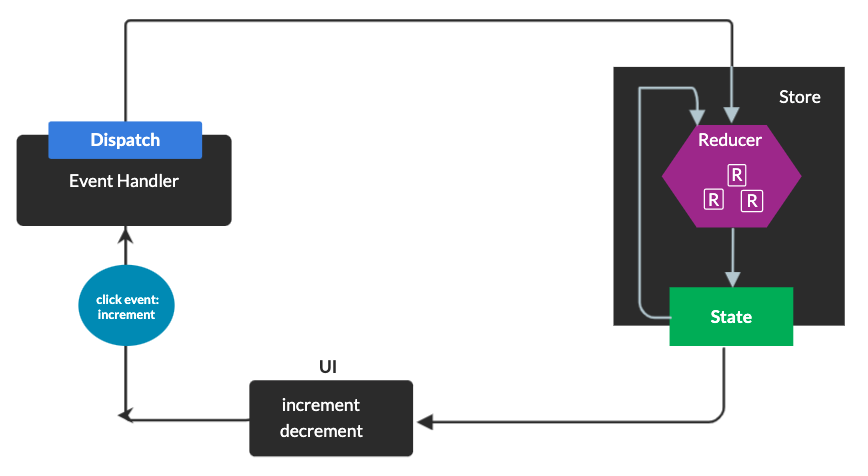 Store
Dispatch
Event Handler
Reducer
R
R
R
click event:
increment
State
UI
increment
decrement